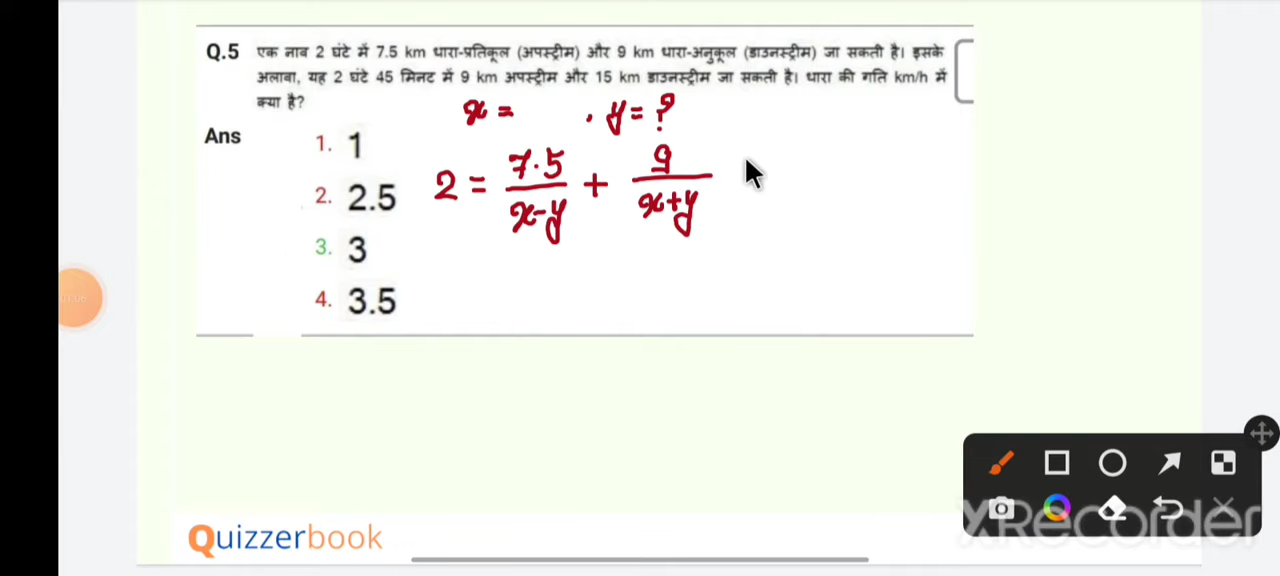 Q.5 एक नाव 2 घंटे में 7.5 km धारा-प्रतिकूल (अपस्ट्रीम) और 9 km धारा-अनुकूल (डाउनस्ट्रीम) जा सकती है। इसके
अलावा, यह 2 घंटे 45 मिनट में 9 km अपस्ट्रीम और 15 km डाउनस्ट्रीम जा सकती है। धारा की गति km/h में
क्या है?
x = . y = ?
Ans 1. 1
2 = 7.5/x-y + 9/x+y
2. 2.5
3. 3
4. 3.5
01:06
Quizzerbook
XRecorder